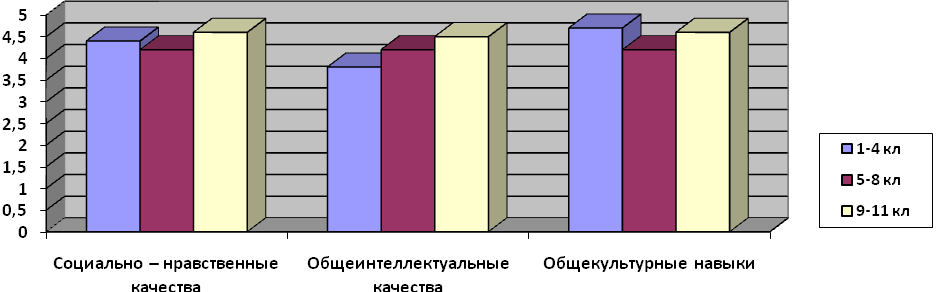 5
4,5
4
3,5
3
2,5
2
1,5
1
0,5
0
Социально – нравственные
качества
Общеинтеллектуальные
качества
Общекультурные навыки
1-4 кл
5-8 кл
9-11 кл